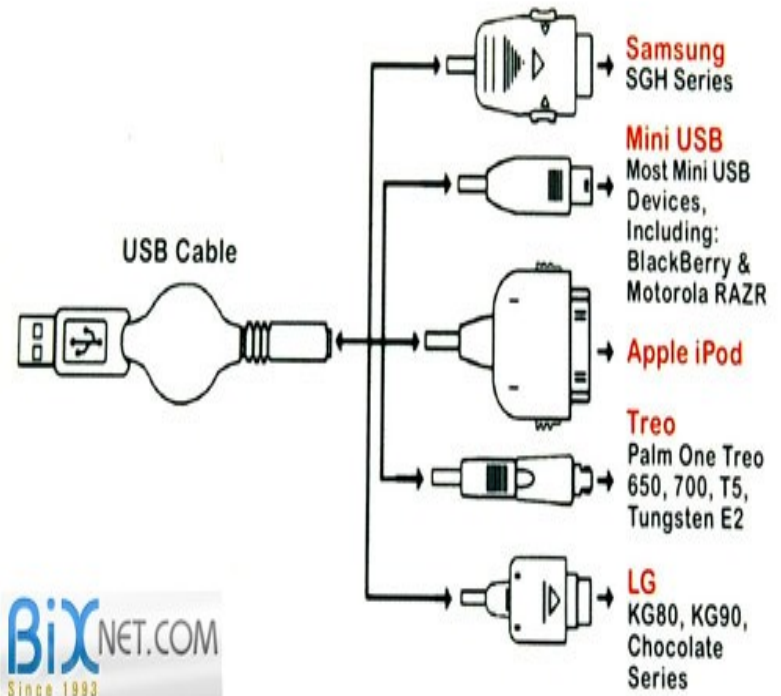 Samsung
SGH Series
Mini USB
Most Mini USB
Devices,
Including:
BlackBerry &
Motorola RAZR
USB Cable
Apple iPod
Treo
Palm One Treo
650, 700, T5,
Tungsten E2
LG
KG80, KG90,
Chocolate
Series
BiXNET.COM
Since 1993